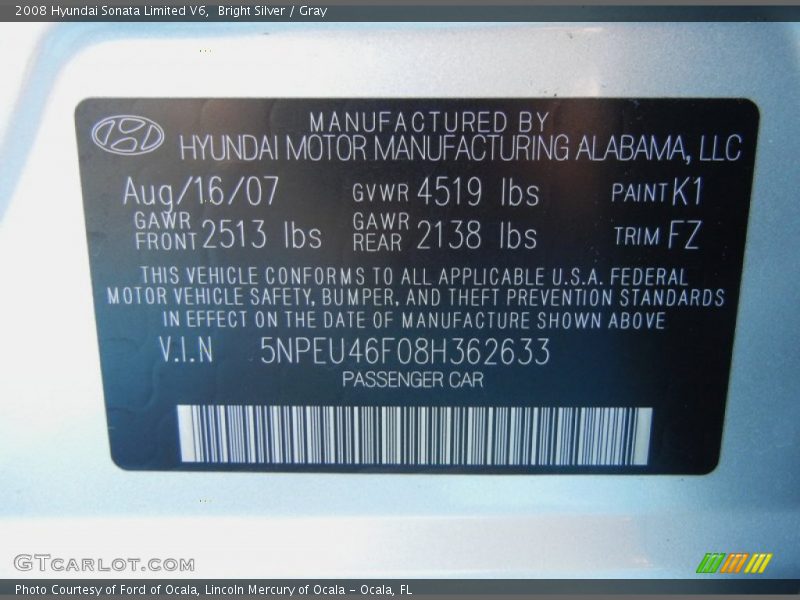 2008 Hyundai Sonata Limited V6, Bright Silver / Gray
MANUFACTURED BY
HYUNDAI MOTOR MANUFACTURING ALABAMA, LLC
Aug/16/07 GVWR 4519 lbs PAINT K1
GAWR FRONT 2513 lbs GAWR REAR 2138 lbs TRIM FZ
THIS VEHICLE CONFORMS TO ALL APPLICABLE U.S.A. FEDERAL
MOTOR VEHICLE SAFETY, BUMPER, AND THEFT PREVENTION STANDARDS
IN EFFECT ON THE DATE OF MANUFACTURE SHOWN ABOVE
V.I.N 5NPEU46F08H362633
PASSENGER CAR
GTCARLOT.COM
Photo Courtesy of Ford of Ocala, Lincoln Mercury of Ocala - Ocala, FL